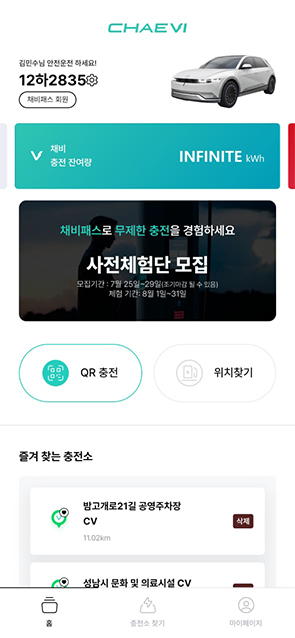 CHAEVI
김민수님 안전운전 하세요!
12하2835
채비패스 회원
채비
충전 잔여량
INFINITE kWh
채비패스로 무제한 충전을 경험하세요
사전체험단 모집
모집기간 : 7월 25일~29일(조기마감 될 수 있음)
체험 기간: 8월 1일~31일
QR 충전
위치찾기
즐겨 찾는 충전소
밤고개로21길 공영주차장
CV
삭제
11.02km
성남시 문화 및 의료시설 CV
홈
충전소 찾기
마이페이지